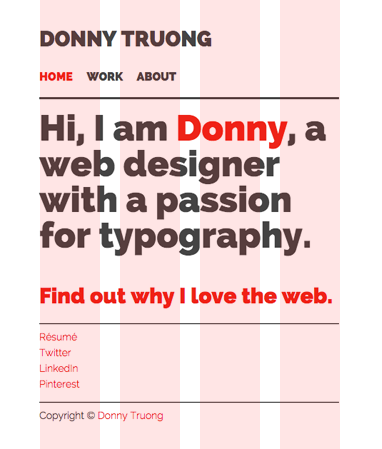 DONNY TRUONG
HOME WORK ABOUT
Hi, I am Donny, a
web designer
with a passion
for typography.
Find out why I love the web.
Résumé
Twitter
LinkedIn
Pinterest
Copyright © Donny Truong